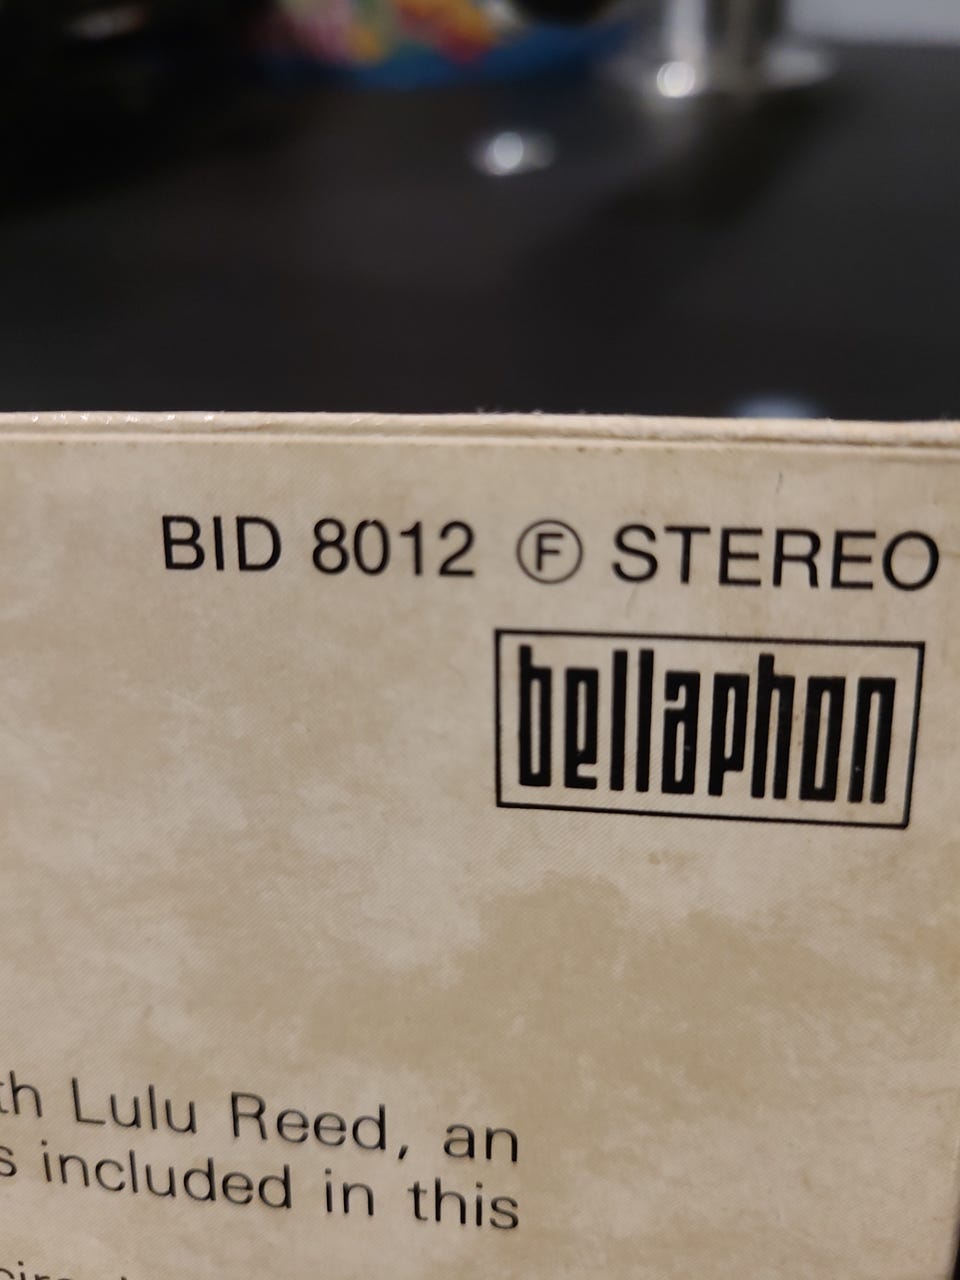 BID 8012 Ⓕ STEREO
bellaphon
th Lulu Reed, an
s included in this